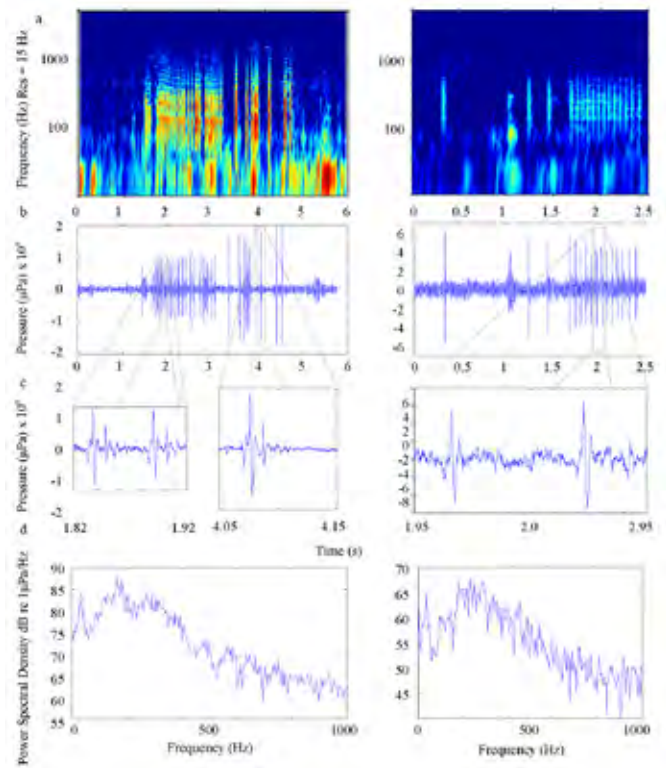 a.
Frequency (Hz) Res = 15 Hz
1000
100
0 1 2 3 4 5 6
1000
100
0 0.5 1 1.5 2 2.5
b
Pressure (µPa) x 10
2
1
0
-1
-2
0 1 2 3 4 5 6
6
4
2
0
-2
-4
-6
0 0.5 1 1.5 2 2.5
c
Pressure (µPa) x 10
2
1
0
-1
-2
1.82 1.92 4.05 4.15
6
4
2
0
-2
-4
-6
-8
1.95 2.0 2.95
Time (s)
d
Power Spectral Density dB re 1µPa/Hz
90
85
80
75
70
65
60
55
0 500 1000
Frequency (Hz)
70
65
60
55
50
45
0 500 1000
Frequency (Hz)